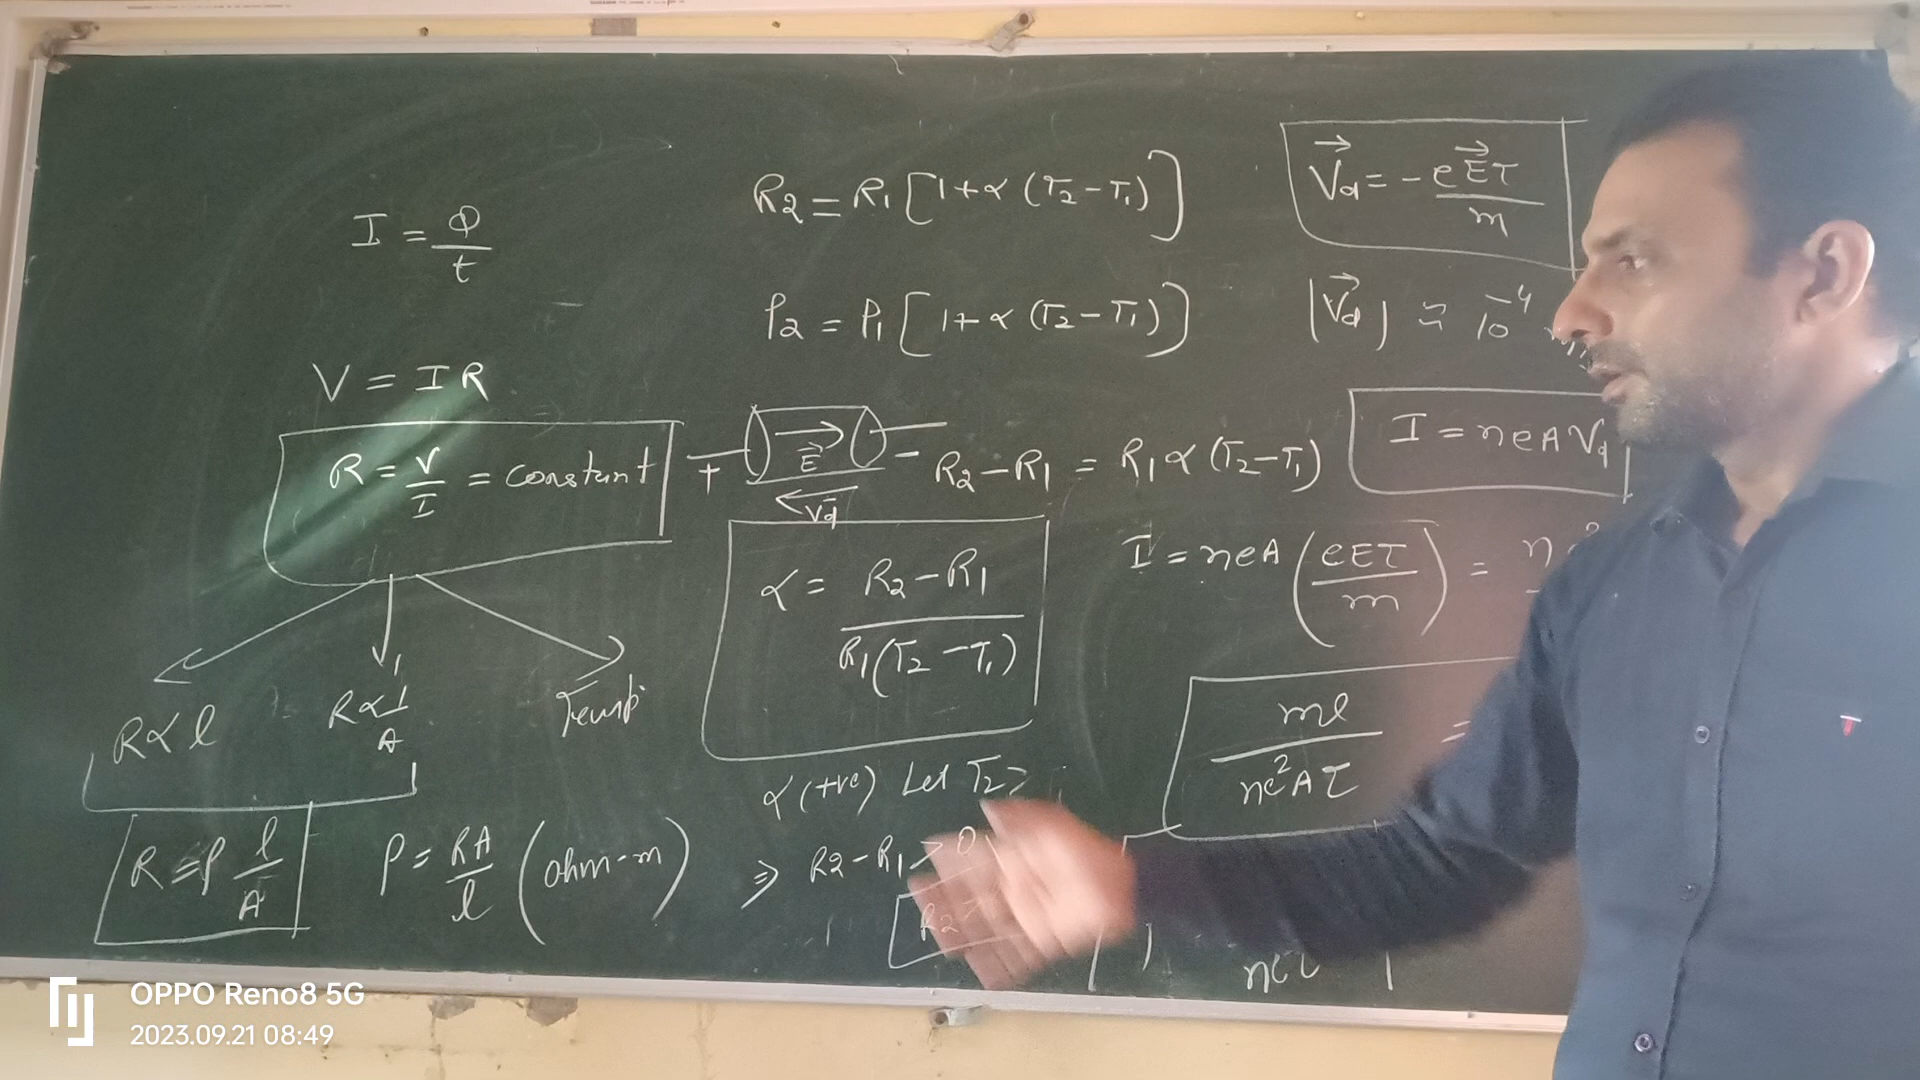 I = Q/t
V = IR
R = V/I = constant
R ∝ l
R ∝ 1/A
Temp
R = ρ l/A
ρ = RA/l (ohm-m)
R2 = R1 [1+α (T2-T1)]
ρ2 = ρ1 [1+α (T2-T1)]
+ E -
Vd
R2-R1 = R1 α (T2-T1)
α = R2-R1 / R1(T2-T1)
α (+ve) Let T2 >
⇒ R2-R1 > 0
R2 >
Vd = - eEτ/m
|Vd| ≈ 10^-4
I = neAVd
I = neA (eEτ/m) = n
ml/ne²Aτ =
OPPO Reno8 5G
2023.09.21 08:49